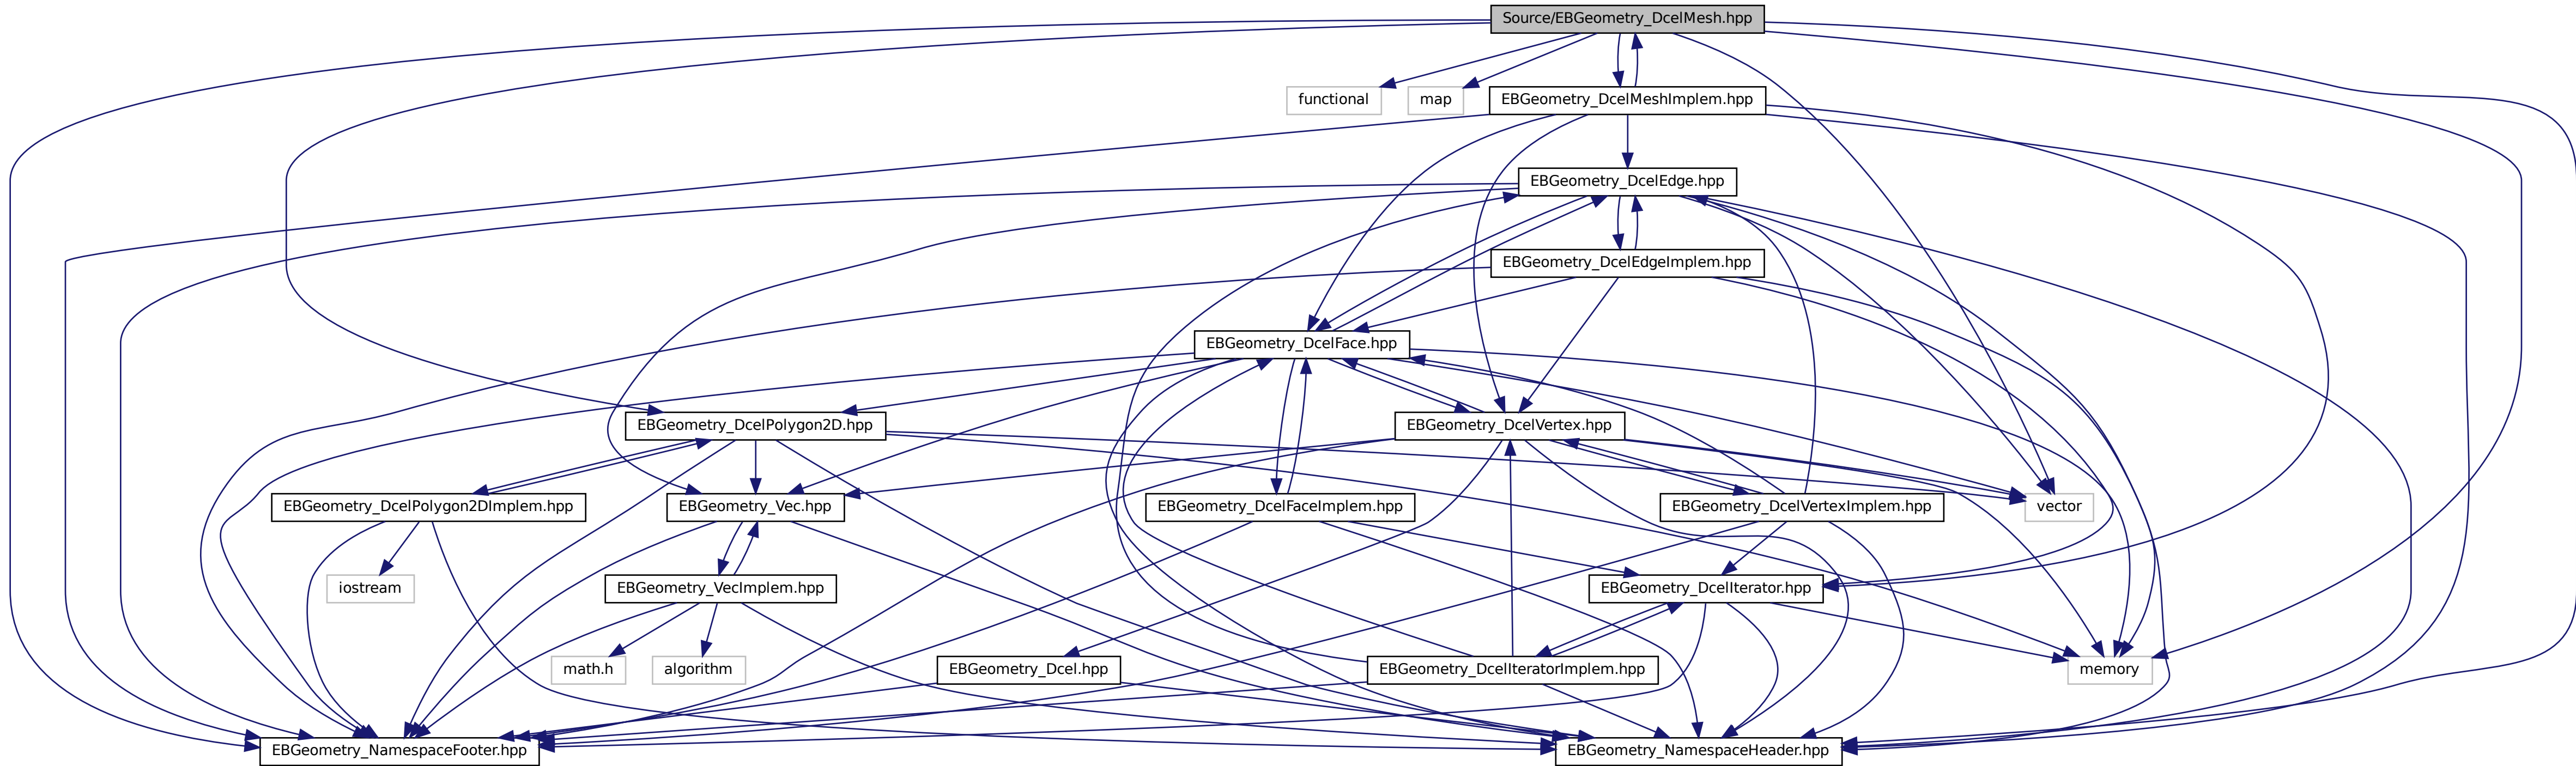 Source/EBGeometry_DcelMesh.hpp
functional
map
EBGeometry_DcelMeshImplem.hpp
EBGeometry_DcelEdge.hpp
EBGeometry_DcelEdgeImplem.hpp
EBGeometry_DcelFace.hpp
EBGeometry_DcelPolygon2D.hpp
EBGeometry_DcelVertex.hpp
EBGeometry_DcelPolygon2DImplem.hpp
EBGeometry_Vec.hpp
EBGeometry_DcelFaceImplem.hpp
EBGeometry_DcelVertexImplem.hpp
vector
iostream
EBGeometry_VecImplem.hpp
EBGeometry_DcelIterator.hpp
math.h
algorithm
EBGeometry_Dcel.hpp
EBGeometry_DcelIteratorImplem.hpp
memory
EBGeometry_NamespaceFooter.hpp
EBGeometry_NamespaceHeader.hpp